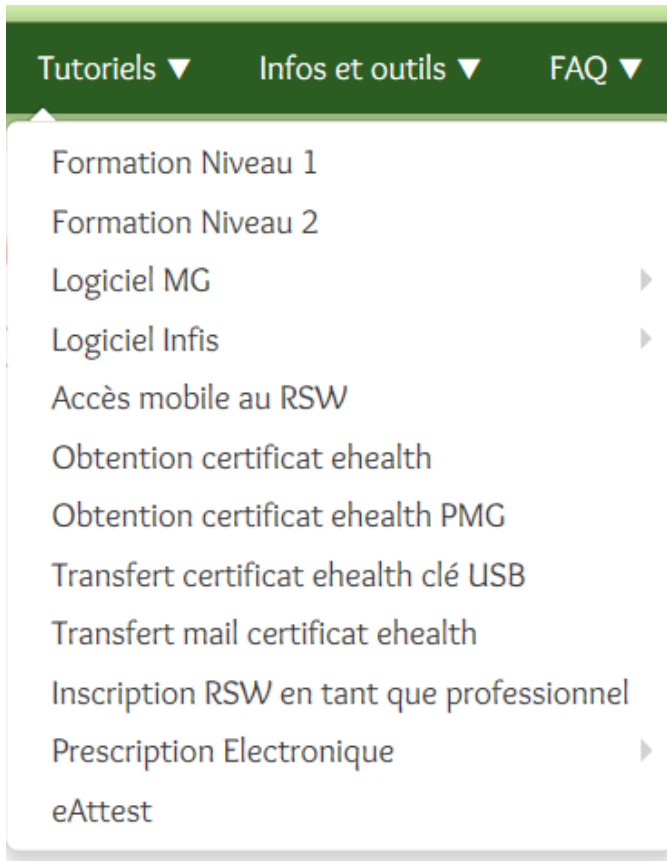 Tutoriels ▼ Infos et outils ▼ FAQ ▼
Formation Niveau 1
Formation Niveau 2
Logiciel MG
Logiciel Infis
Accès mobile au RSW
Obtention certificat ehealth
Obtention certificat ehealth PMG
Transfert certificat ehealth clé USB
Transfert mail certificat ehealth
Inscription RSW en tant que professionnel
Prescription Electronique
eAttest